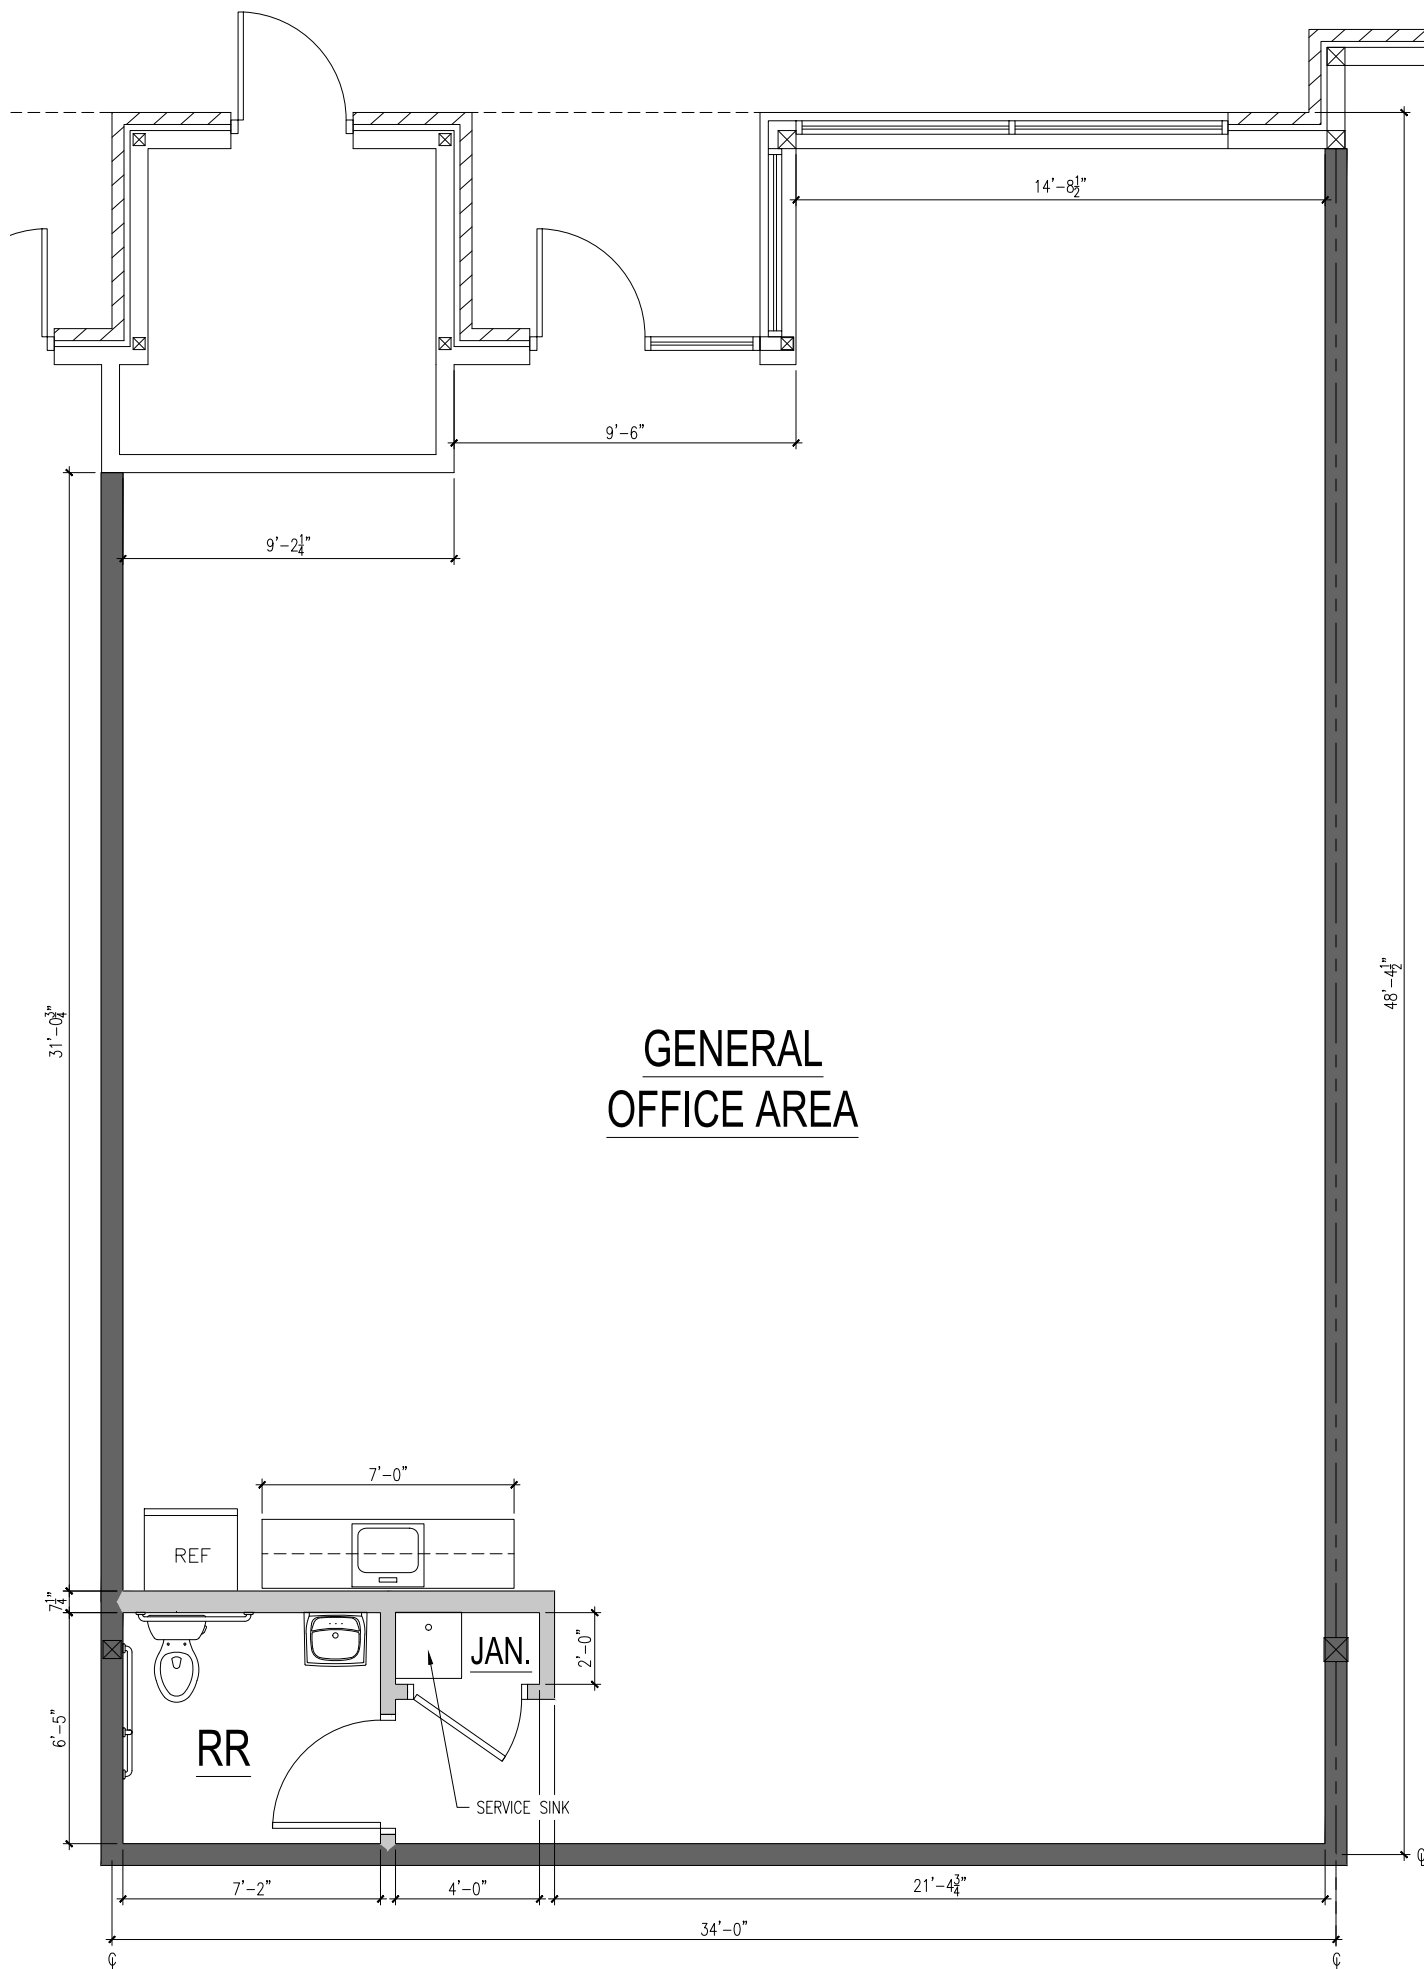 14'-8½"
9'-6"
9'-2¼"
31'-0¾"
48'-4½"
GENERAL
OFFICE AREA
7'-0"
REF
7¼"
JAN.
2'-0"
6'-5"
RR
SERVICE SINK
7'-2"
4'-0"
21'-4¾"
34'-0"
℄
℄
℄